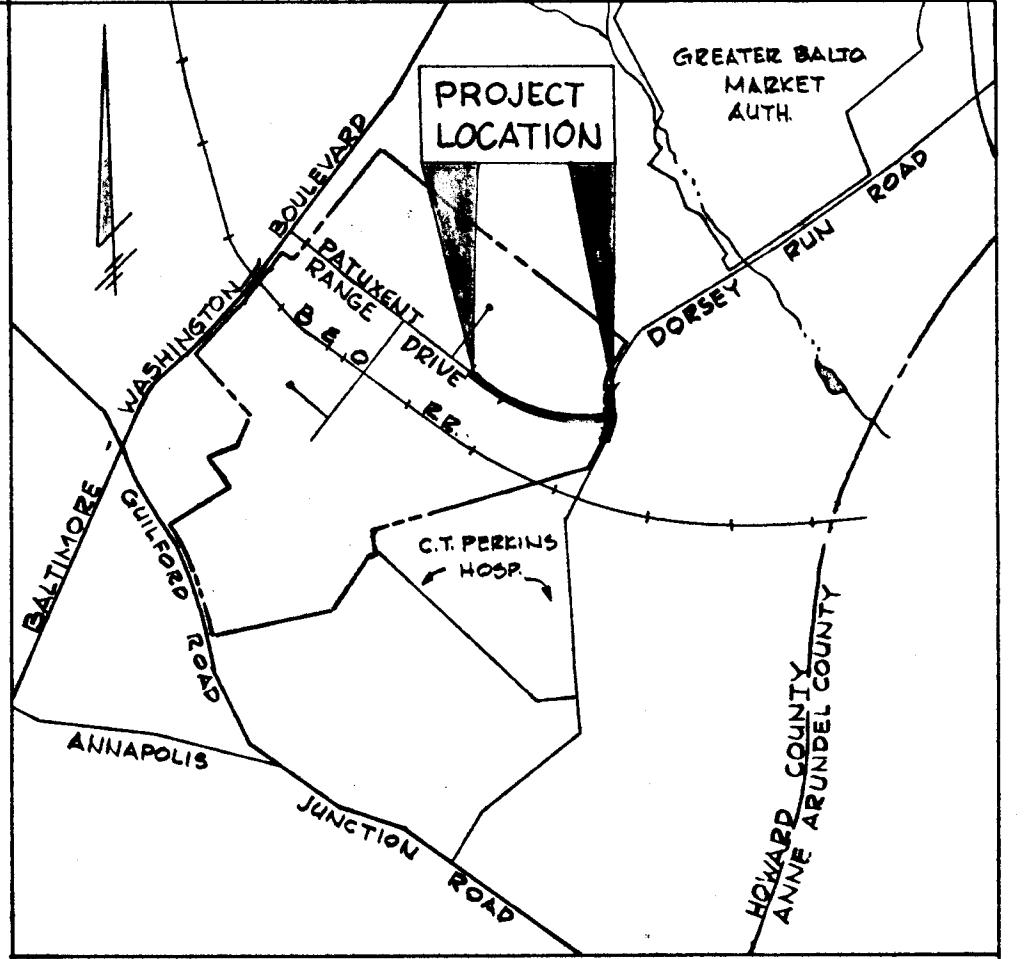 GREATER BALTO
MARKET
AUTH.
PROJECT
LOCATION
BALTIMORE WASHINGTON BOULEVARD
PATUXENT
RANGE
DRIVE
B & O
R.R.
DORSEY RUN ROAD
GUILFORD ROAD
C.T. PERKINS
HOSP.
ANNAPOLIS JUNCTION ROAD
HOWARD COUNTY
ANNE ARUNDEL COUNTY